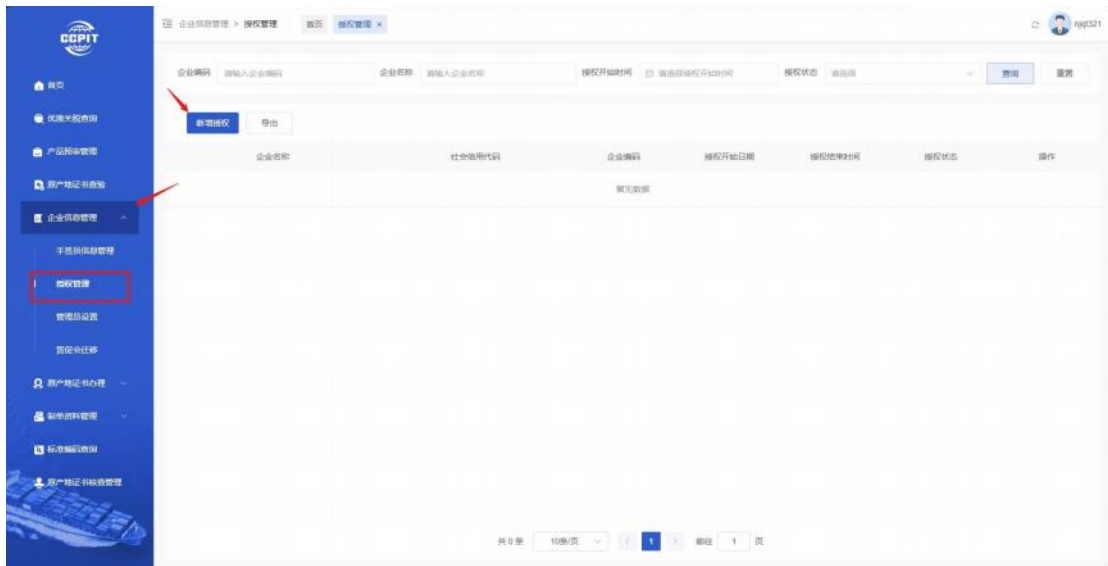 CCPIT
企业信息管理 > 授权管理 首页 授权管理 ×
njqt321
企业编码 请输入企业编码 企业名称 请输入企业名称 授权开始时间 请选择授权开始时间 授权状态 请选择 查询 重置
新增授权 导出
企业名称 社会信用代码 企业编码 授权开始日期 授权结束时间 授权状态 操作
暂无数据
首页
优惠关税查询
产品预审管理
原产地证书查验
企业信息管理
手签员信息管理
授权管理
管理员设置
贸促会迁移
原产地证书办理
制单资料管理
标准编码查询
原产地证书核查管理
共 0 条 10条/页 1 前往 1 页